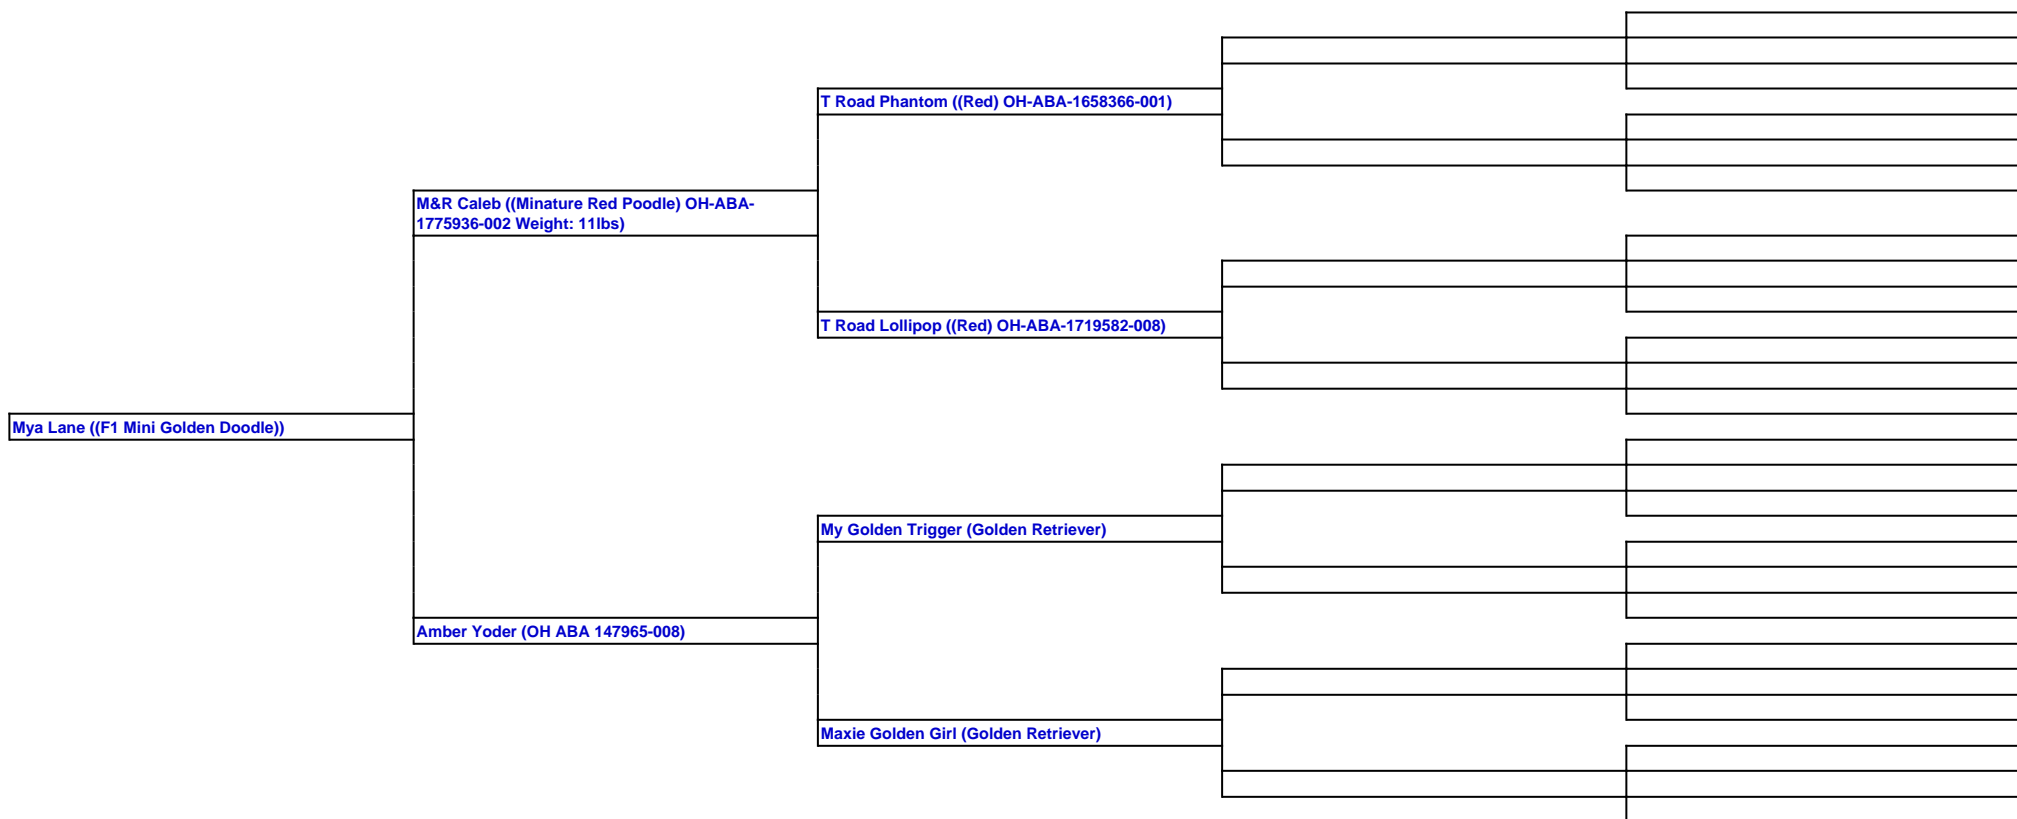 T Road Phantom ((Red) OH-ABA-1658366-001)
M&R Caleb ((Minature Red Poodle) OH-ABA-
1775936-002 Weight: 11lbs)
T Road Lollipop ((Red) OH-ABA-1719582-008)
Mya Lane ((F1 Mini Golden Doodle))
My Golden Trigger (Golden Retriever)
Amber Yoder (OH ABA 147965-008)
Maxie Golden Girl (Golden Retriever)